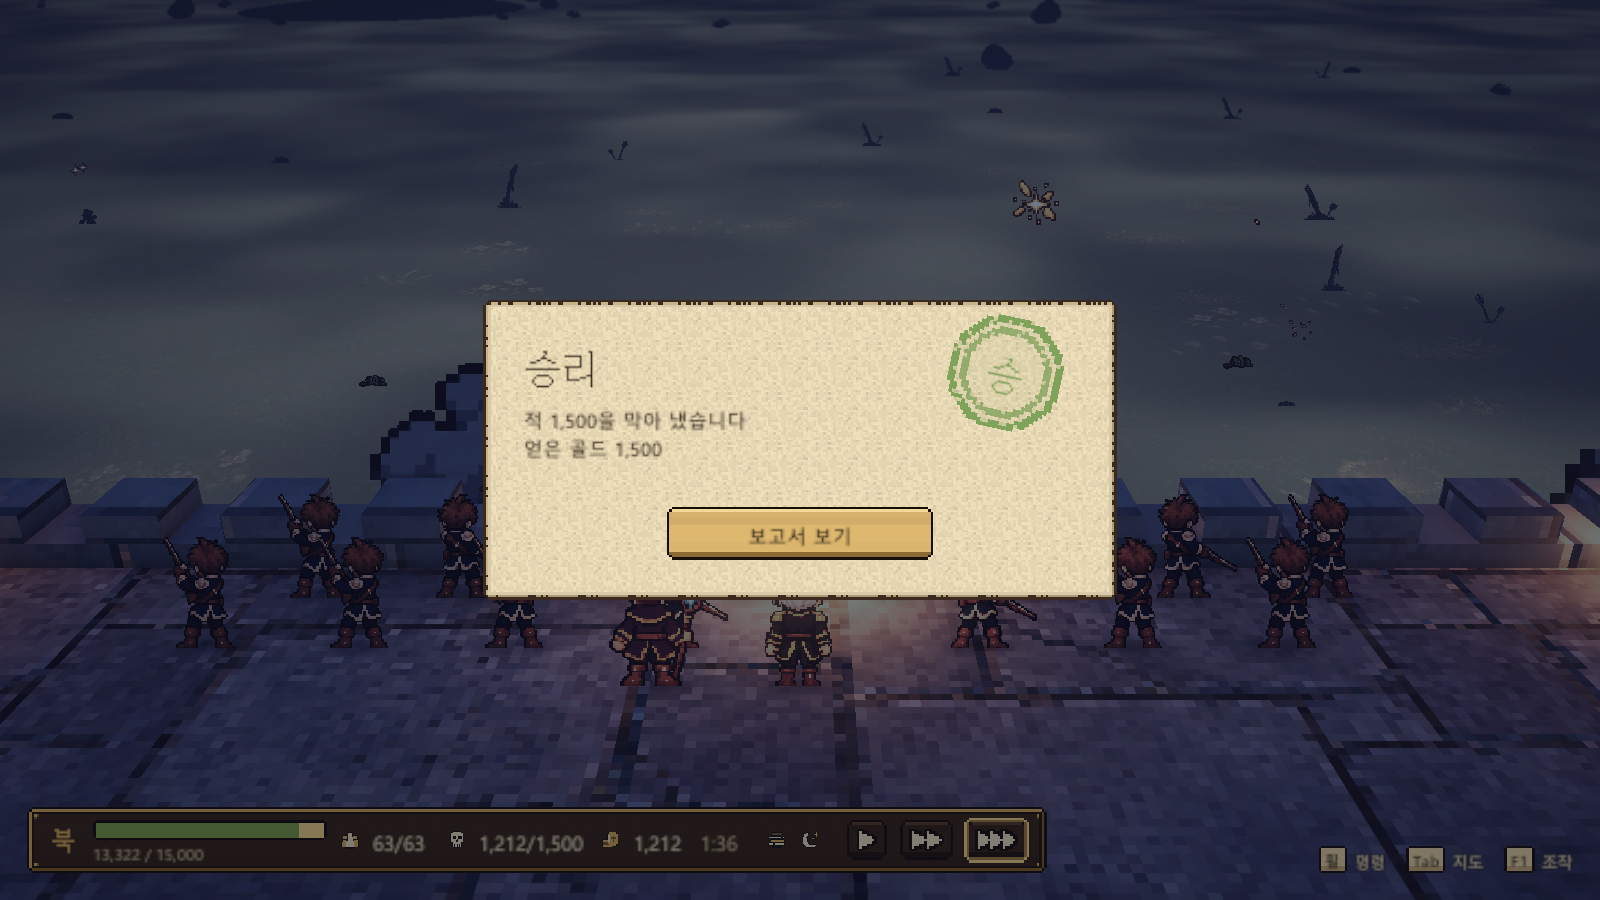 승리
승
적 1,500을 막아 냈습니다
얻은 골드 1,500
보고서 보기
북
13,322 / 15,000
63/63
1,212/1,500
1,212
1:36
휠 명령
Tab 지도
F1 조작